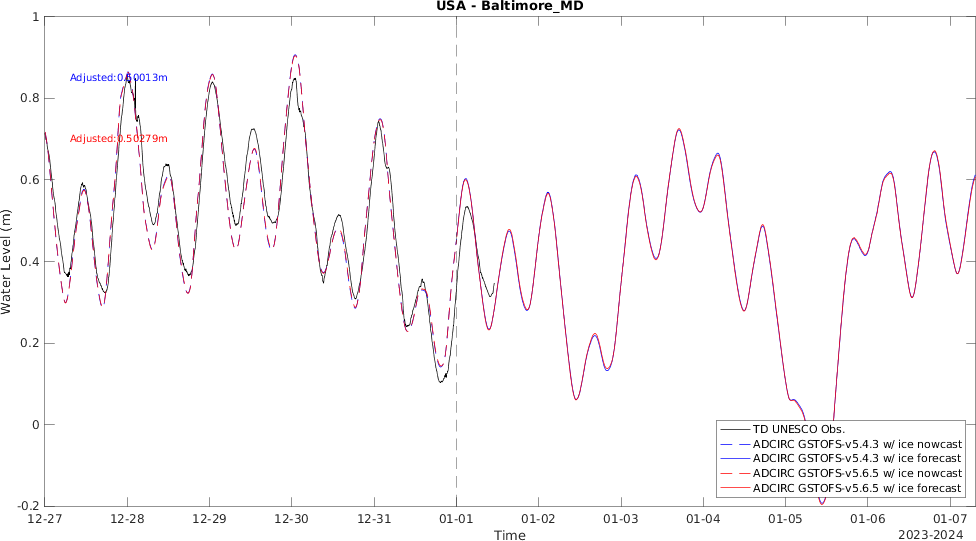 USA - Baltimore_MD
1
0.8
0.6
0.4
0.2
0
-0.2
Water Level (m)
Adjusted:0.50013m
Adjusted:0.50279m
TD UNESCO Obs.
ADCIRC GSTOFS-v5.4.3 w/ ice nowcast
ADCIRC GSTOFS-v5.4.3 w/ ice forecast
ADCIRC GSTOFS-v5.6.5 w/ ice nowcast
ADCIRC GSTOFS-v5.6.5 w/ ice forecast
12-27 12-28 12-29 12-30 12-31 01-01 01-02 01-03 01-04 01-05 01-06 01-07
Time
2023-2024